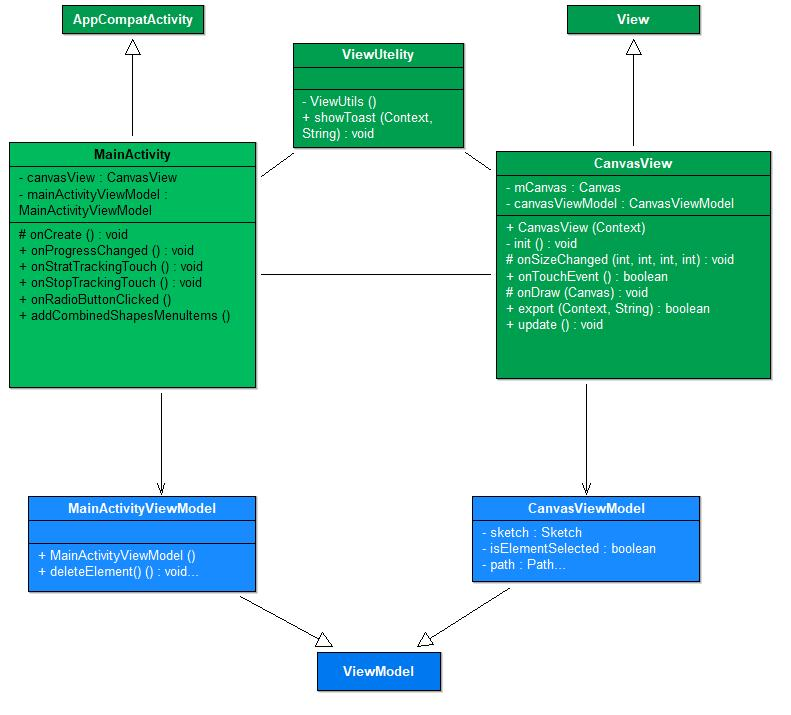 AppCompatActivity
View
ViewUtelity
- ViewUtils ()
+ showToast (Context,
String) : void
MainActivity
- canvasView : CanvasView
- mainActivityViewModel :
MainActivityViewModel
# onCreate () : void
+ onProgressChanged () : void
+ onStratTrackingTouch () : void
+ onStopTrackingTouch () : void
+ onRadioButtonClicked ()
+ addCombinedShapesMenuItems ()
CanvasView
- mCanvas : Canvas
- canvasViewModel : CanvasViewModel
+ CanvasView (Context)
- init () : void
# onSizeChanged (int, int, int, int) : void
+ onTouchEvent () : boolean
# onDraw (Canvas) : void
+ export (Context, String) : boolean
+ update () : void
MainActivityViewModel
+ MainActivityViewModel ()
+ deleteElement() () : void...
CanvasViewModel
- sketch : Sketch
- isElementSelected : boolean
- path : Path...
ViewModel